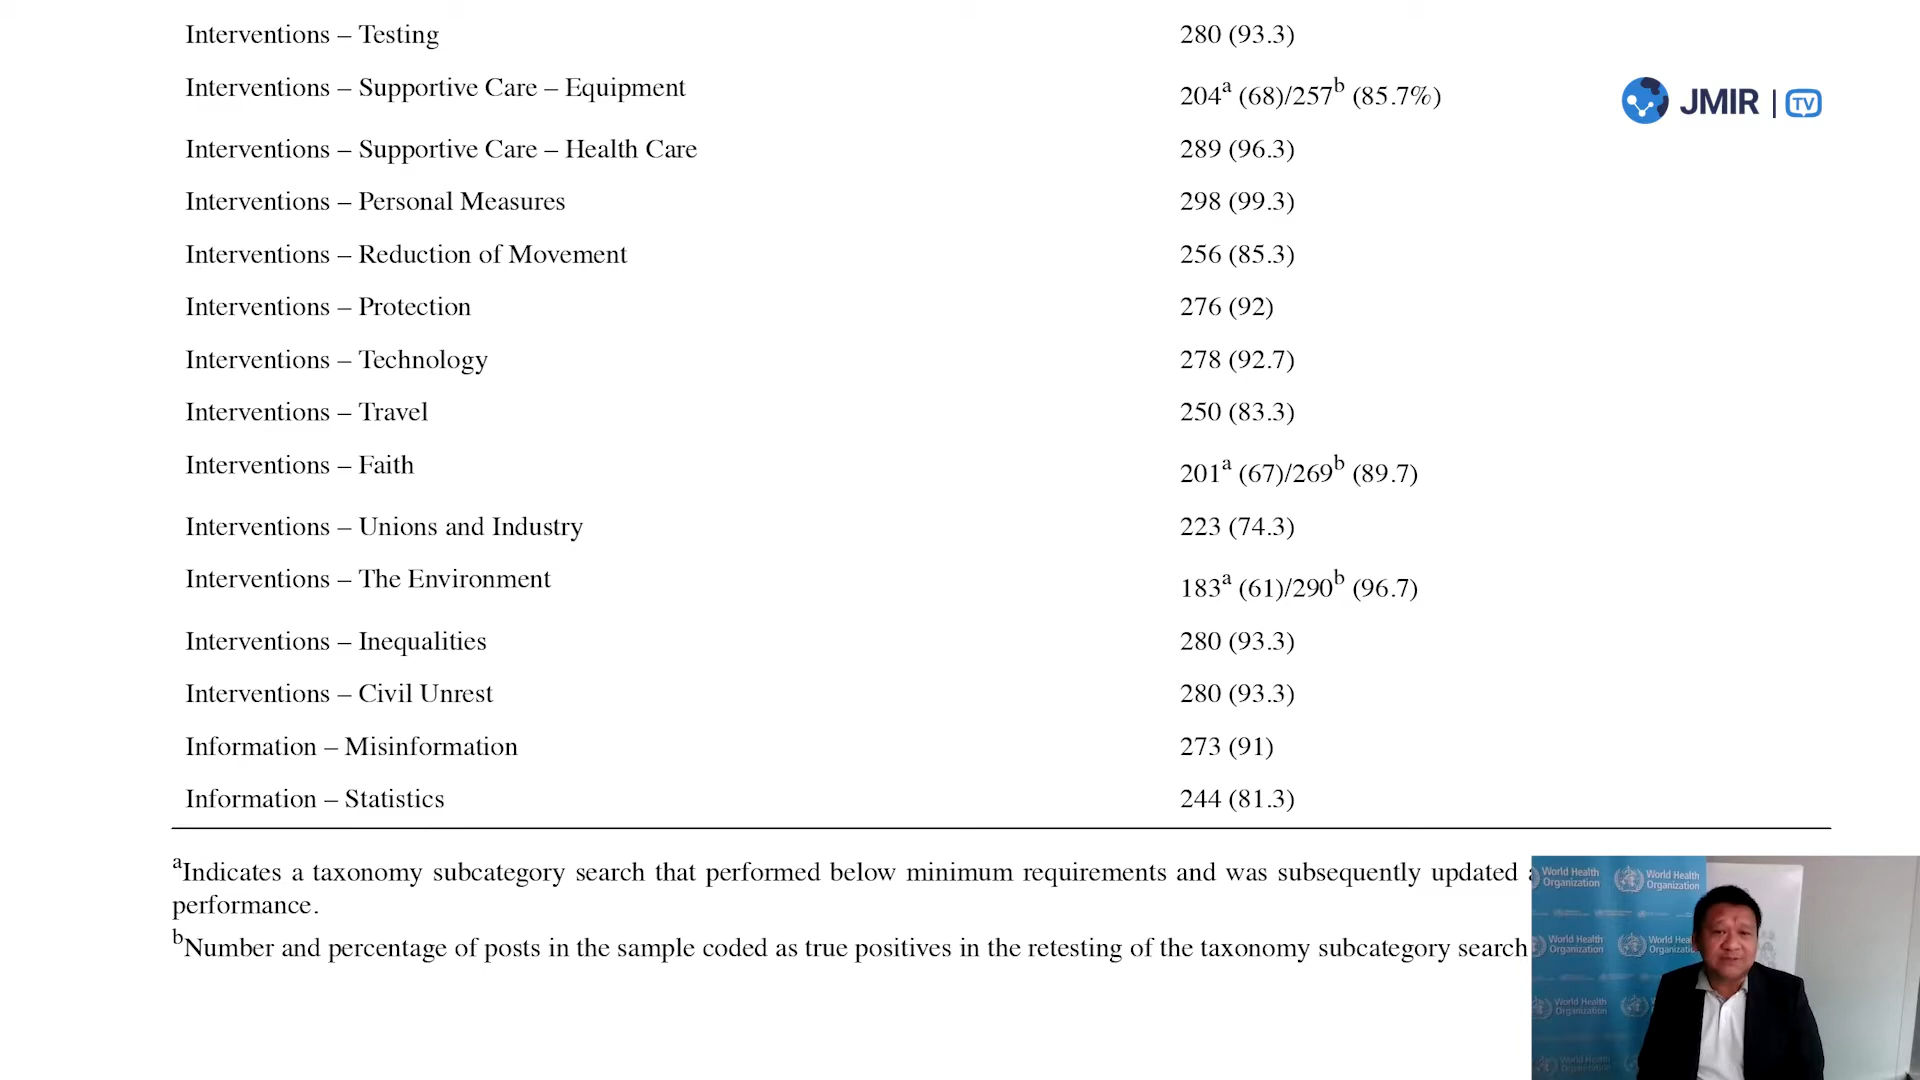 Interventions – Testing 280 (93.3)
Interventions – Supportive Care – Equipment 204a (68)/257b (85.7%)
JMIR | TV
Interventions – Supportive Care – Health Care 289 (96.3)
Interventions – Personal Measures 298 (99.3)
Interventions – Reduction of Movement 256 (85.3)
Interventions – Protection 276 (92)
Interventions – Technology 278 (92.7)
Interventions – Travel 250 (83.3)
Interventions – Faith 201a (67)/269b (89.7)
Interventions – Unions and Industry 223 (74.3)
Interventions – The Environment 183a (61)/290b (96.7)
Interventions – Inequalities 280 (93.3)
Interventions – Civil Unrest 280 (93.3)
Information – Misinformation 273 (91)
Information – Statistics 244 (81.3)
aIndicates a taxonomy subcategory search that performed below minimum requirements and was subsequently updated
performance.
bNumber and percentage of posts in the sample coded as true positives in the retesting of the taxonomy subcategory search
World Health
Organization
World Health
Organization
World Health
Organization
World Health
Organization